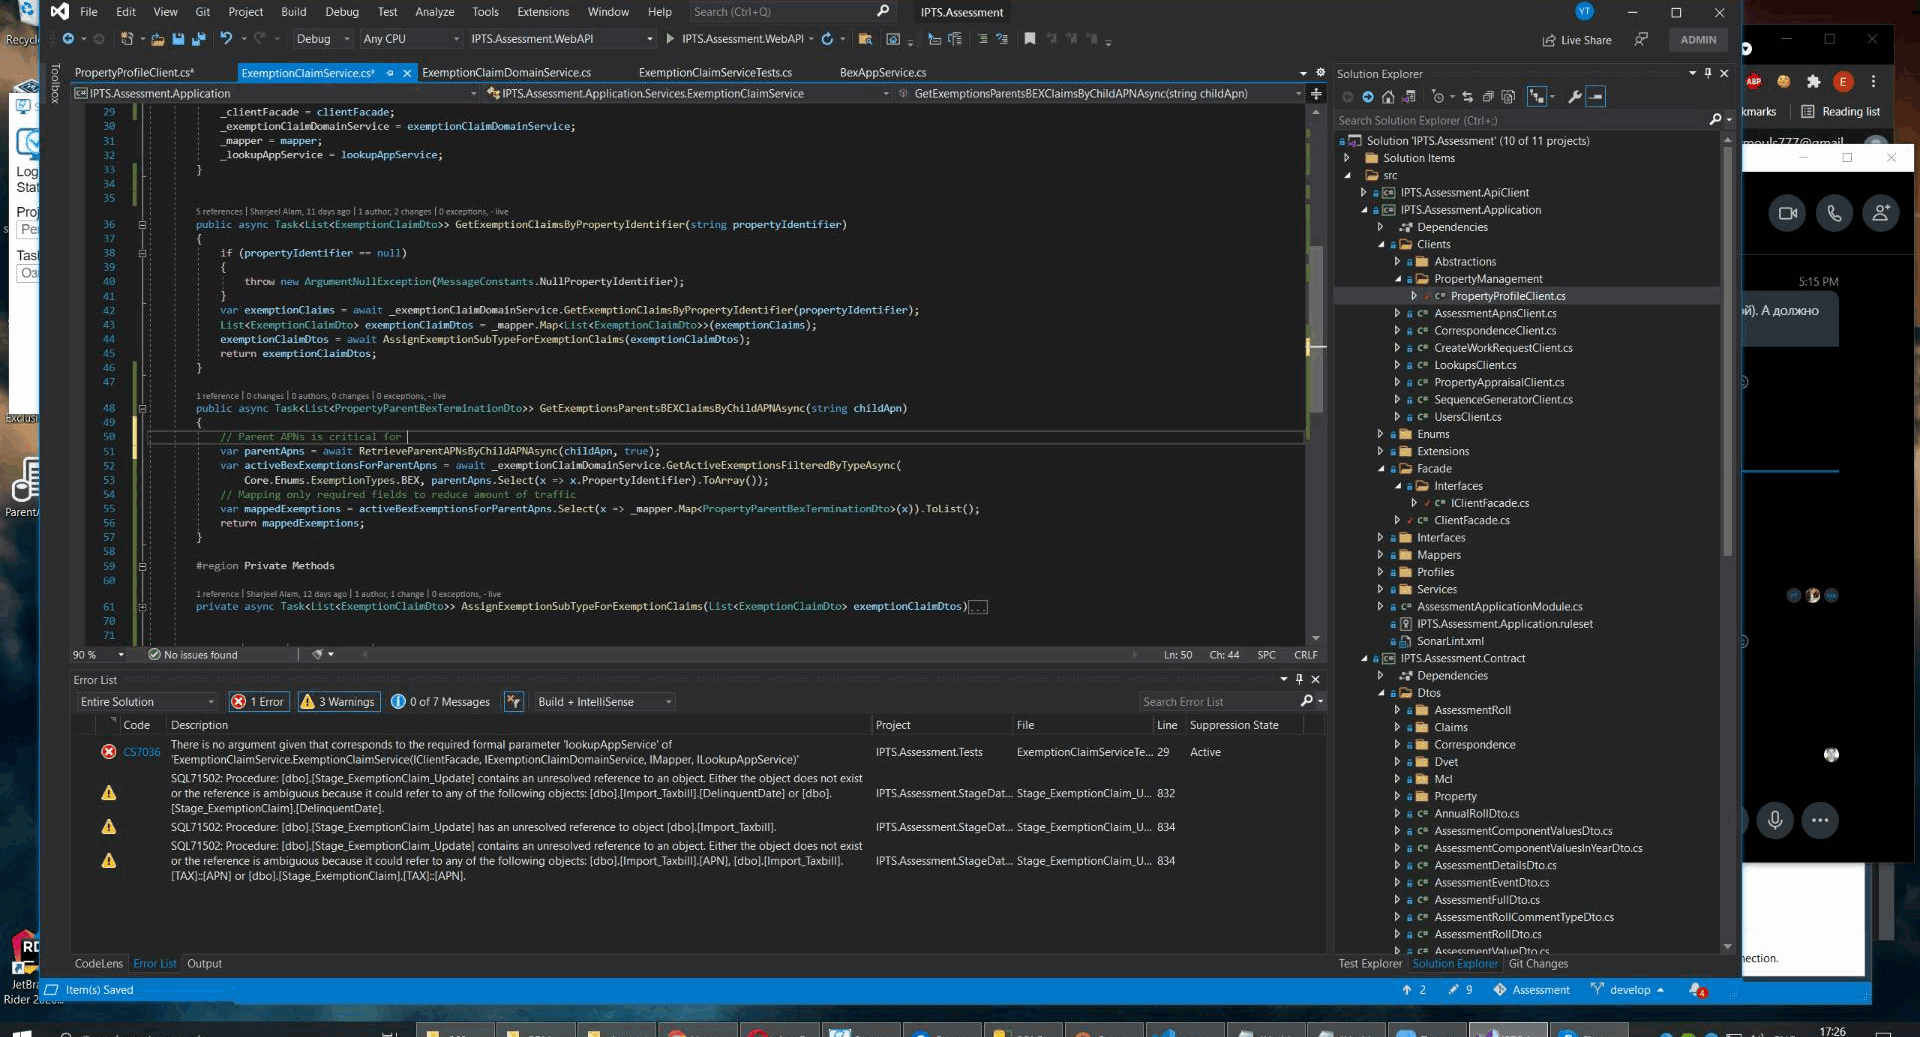 File Edit View Git Project Build Debug Test Analyze Tools Extensions Window Help Search (Ctrl+Q) IPTS.Assessment YT
Debug Any CPU IPTS.Assessment.WebAPI IPTS.Assessment.WebAPI Live Share ADMIN
Toolbox
PropertyProfileClient.cs* ExemptionClaimService.cs* ExemptionClaimDomainService.cs ExemptionClaimServiceTests.cs BexAppService.cs
IPTS.Assessment.Application IPTS.Assessment.Application.Services.ExemptionClaimService GetExemptionsParentsBEXClaimsByChildAPNAsync(string childApn)
29 _clientFacade = clientFacade;
30 _exemptionClaimDomainService = exemptionClaimDomainService;
31 _mapper = mapper;
32 _lookupAppService = lookupAppService;
33 }
34
35
5 references | Sharjeel Alam, 11 days ago | 1 author, 2 changes | 0 exceptions, - live
36 public async Task<List<ExemptionClaimDto>> GetExemptionClaimsByPropertyIdentifier(string propertyIdentifier)
37 {
38 if (propertyIdentifier == null)
39 {
40 throw new ArgumentNullException(MessageConstants.NullPropertyIdentifier);
41 }
42 var exemptionClaims = await _exemptionClaimDomainService.GetExemptionClaimsByPropertyIdentifier(propertyIdentifier);
43 List<ExemptionClaimDto> exemptionClaimDtos = _mapper.Map<List<ExemptionClaimDto>>(exemptionClaims);
44 exemptionClaimDtos = await AssignExemptionSubTypeForExemptionClaims(exemptionClaimDtos);
45 return exemptionClaimDtos;
46 }
47
1 reference | 0 changes | 0 authors, 0 changes | 0 exceptions, - live
48 public async Task<List<PropertyParentBexTerminationDto>> GetExemptionsParentsBEXClaimsByChildAPNAsync(string childApn)
49 {
50 // Parent APNs is critical for
51 var parentApns = await RetrieveParentAPNsByChildAPNAsync(childApn, true);
52 var activeBexExemptionsForParentApns = await _exemptionClaimDomainService.GetActiveExemptionsFilteredByTypeAsync(
53 Core.Enums.ExemptionTypes.BEX, parentApns.Select(x => x.PropertyIdentifier).ToArray());
54 // Mapping only required fields to reduce amount of traffic
55 var mappedExemptions = activeBexExemptionsForParentApns.Select(x => _mapper.Map<PropertyParentBexTerminationDto>(x)).ToList();
56 return mappedExemptions;
57 }
58
59 #region Private Methods
60
1 reference | Sharjeel Alam, 12 days ago | 1 author, 1 change | 0 exceptions, - live
61 private async Task<List<ExemptionClaimDto>> AssignExemptionSubTypeForExemptionClaims(List<ExemptionClaimDto> exemptionClaimDtos)...
70
71
90 % No issues found Ln: 50 Ch: 44 SPC CRLF
Error List
Entire Solution 1 Error 3 Warnings 0 of 7 Messages Build + IntelliSense Search Error List
Code Description Project File Line Suppression State
CS7036 There is no argument given that corresponds to the required formal parameter 'lookupAppService' of
'ExemptionClaimService.ExemptionClaimService(IClientFacade, IExemptionClaimDomainService, IMapper, ILookupAppService)' IPTS.Assessment.Tests ExemptionClaimServiceTe... 29 Active
SQL71502: Procedure: [dbo].[Stage_ExemptionClaim_Update] contains an unresolved reference to an object. Either the object does not exist
or the reference is ambiguous because it could refer to any of the following objects: [dbo].[Import_Taxbill].[DelinquentDate] or [dbo]. IPTS.Assessment.StageDat... Stage_ExemptionClaim_U... 832
[Stage_ExemptionClaim].[DelinquentDate].
SQL71502: Procedure: [dbo].[Stage_ExemptionClaim_Update] has an unresolved reference to object [dbo].[Import_Taxbill]. IPTS.Assessment.StageDat... Stage_ExemptionClaim_U... 834
SQL71502: Procedure: [dbo].[Stage_ExemptionClaim_Update] contains an unresolved reference to an object. Either the object does not exist
or the reference is ambiguous because it could refer to any of the following objects: [dbo].[Import_Taxbill].[APN], [dbo].[Import_Taxbill]. IPTS.Assessment.StageDat... Stage_ExemptionClaim_U... 834
[TAX]::[APN] or [dbo].[Stage_ExemptionClaim].[TAX]::[APN].
CodeLens Error List Output
Solution Explorer
Search Solution Explorer (Ctrl+;)
Solution 'IPTS.Assessment' (10 of 11 projects)
Solution Items
src
IPTS.Assessment.ApiClient
IPTS.Assessment.Application
Dependencies
Clients
Abstractions
PropertyManagement
PropertyProfileClient.cs
AssessmentApnsClient.cs
CorrespondenceClient.cs
CreateWorkRequestClient.cs
LookupsClient.cs
PropertyAppraisalClient.cs
SequenceGeneratorClient.cs
UsersClient.cs
Enums
Extensions
Facade
Interfaces
IClientFacade.cs
ClientFacade.cs
Interfaces
Mappers
Profiles
Services
AssessmentApplicationModule.cs
IPTS.Assessment.Application.ruleset
SonarLint.xml
IPTS.Assessment.Contract
Dependencies
Dtos
AssessmentRoll
Claims
Correspondence
Dvet
Mcl
Property
AnnualRollDto.cs
AssessmentComponentValuesDto.cs
AssessmentComponentValuesInYearDto.cs
AssessmentDetailsDto.cs
AssessmentEventDto.cs
AssessmentFullDto.cs
AssessmentRollCommentTypeDto.cs
AssessmentRollDto.cs
AssessmentValueDto.cs
Test Explorer Solution Explorer Git Changes
Item(s) Saved 2 9 Assessment develop 4
ABP E
kmarks Reading list
mouls777@gmail
5:15 PM
й). А должно
nection.
Recycl
Log
Stat
Proj
Pe
Task
Exclus
ParentA
RD
JetBra
Rider 20
17:26